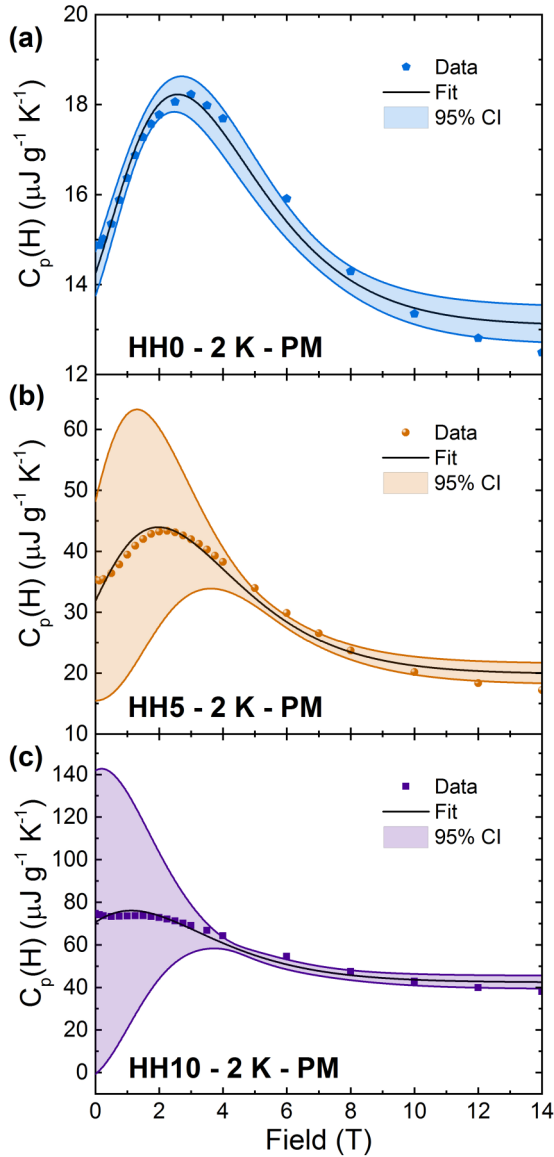 (a)
18
16
14
12
C_p(H) (μJ g⁻¹ K⁻¹)
Data
Fit
95% CI
HH0 - 2 K - PM
(b)
60
50
40
30
20
10
C_p(H) (μJ g⁻¹ K⁻¹)
Data
Fit
95% CI
HH5 - 2 K - PM
(c)
140
120
100
80
60
40
20
0
C_p(H) (μJ g⁻¹ K⁻¹)
Data
Fit
95% CI
HH10 - 2 K - PM
0 2 4 6 8 10 12 14
Field (T)